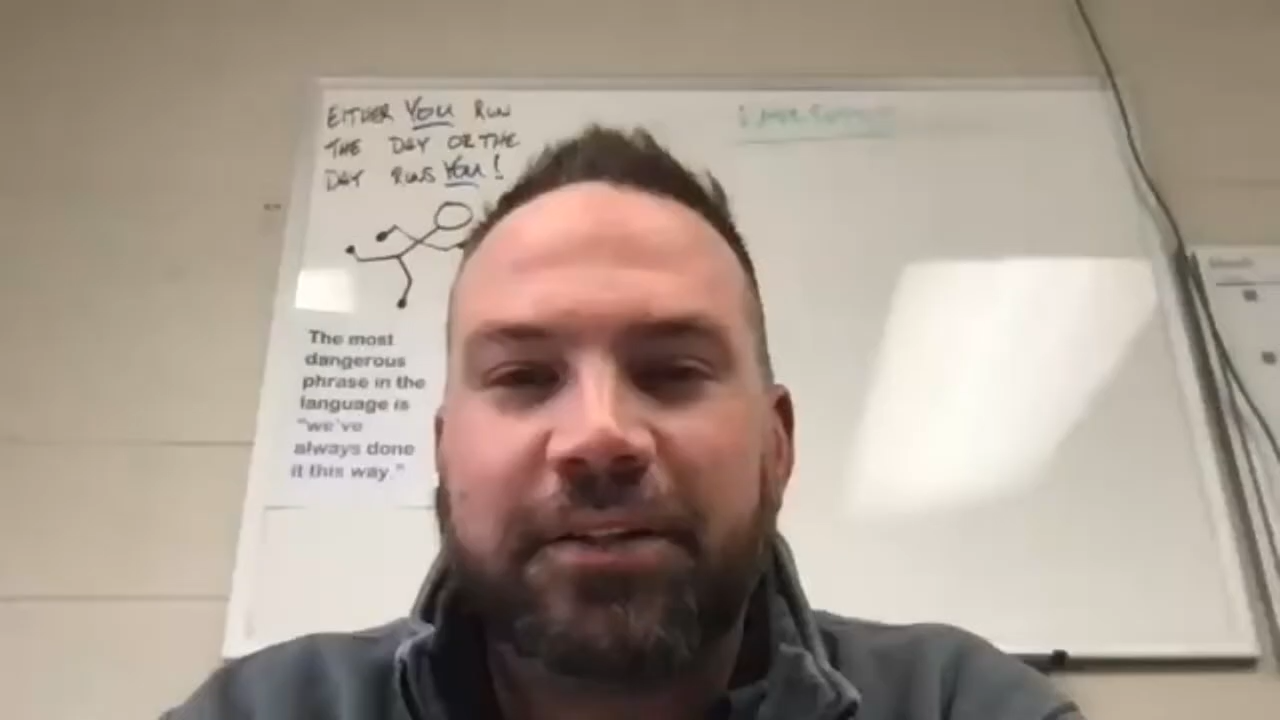 EITHER YOU RUN
THE DAY OR THE
DAY RUNS YOU!
The most
dangerous
phrase in the
language is
"we've
always done
it this way."